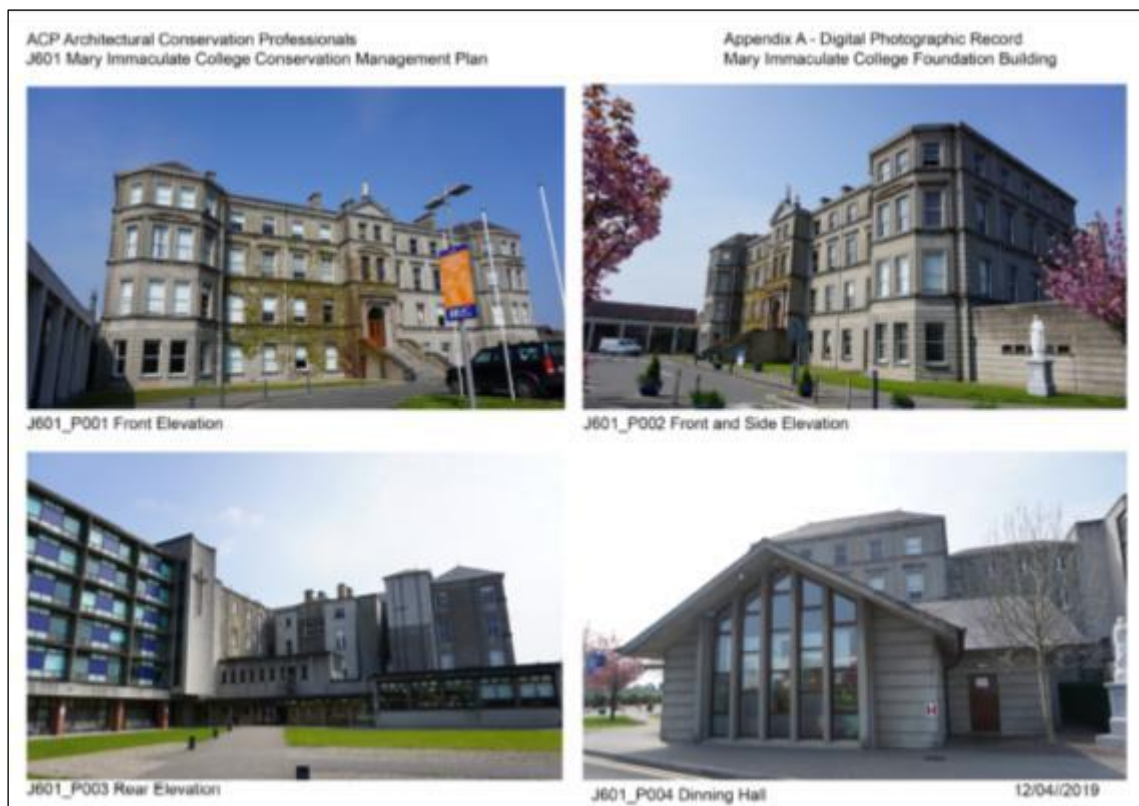 ACP Architectural Conservation Professionals
J601 Mary Immaculate College Conservation Management Plan
Appendix A - Digital Photographic Record
Mary Immaculate College Foundation Building
J601_P001 Front Elevation
J601_P002 Front and Side Elevation
J601_P003 Rear Elevation
J601_P004 Dinning Hall
12/04//2019